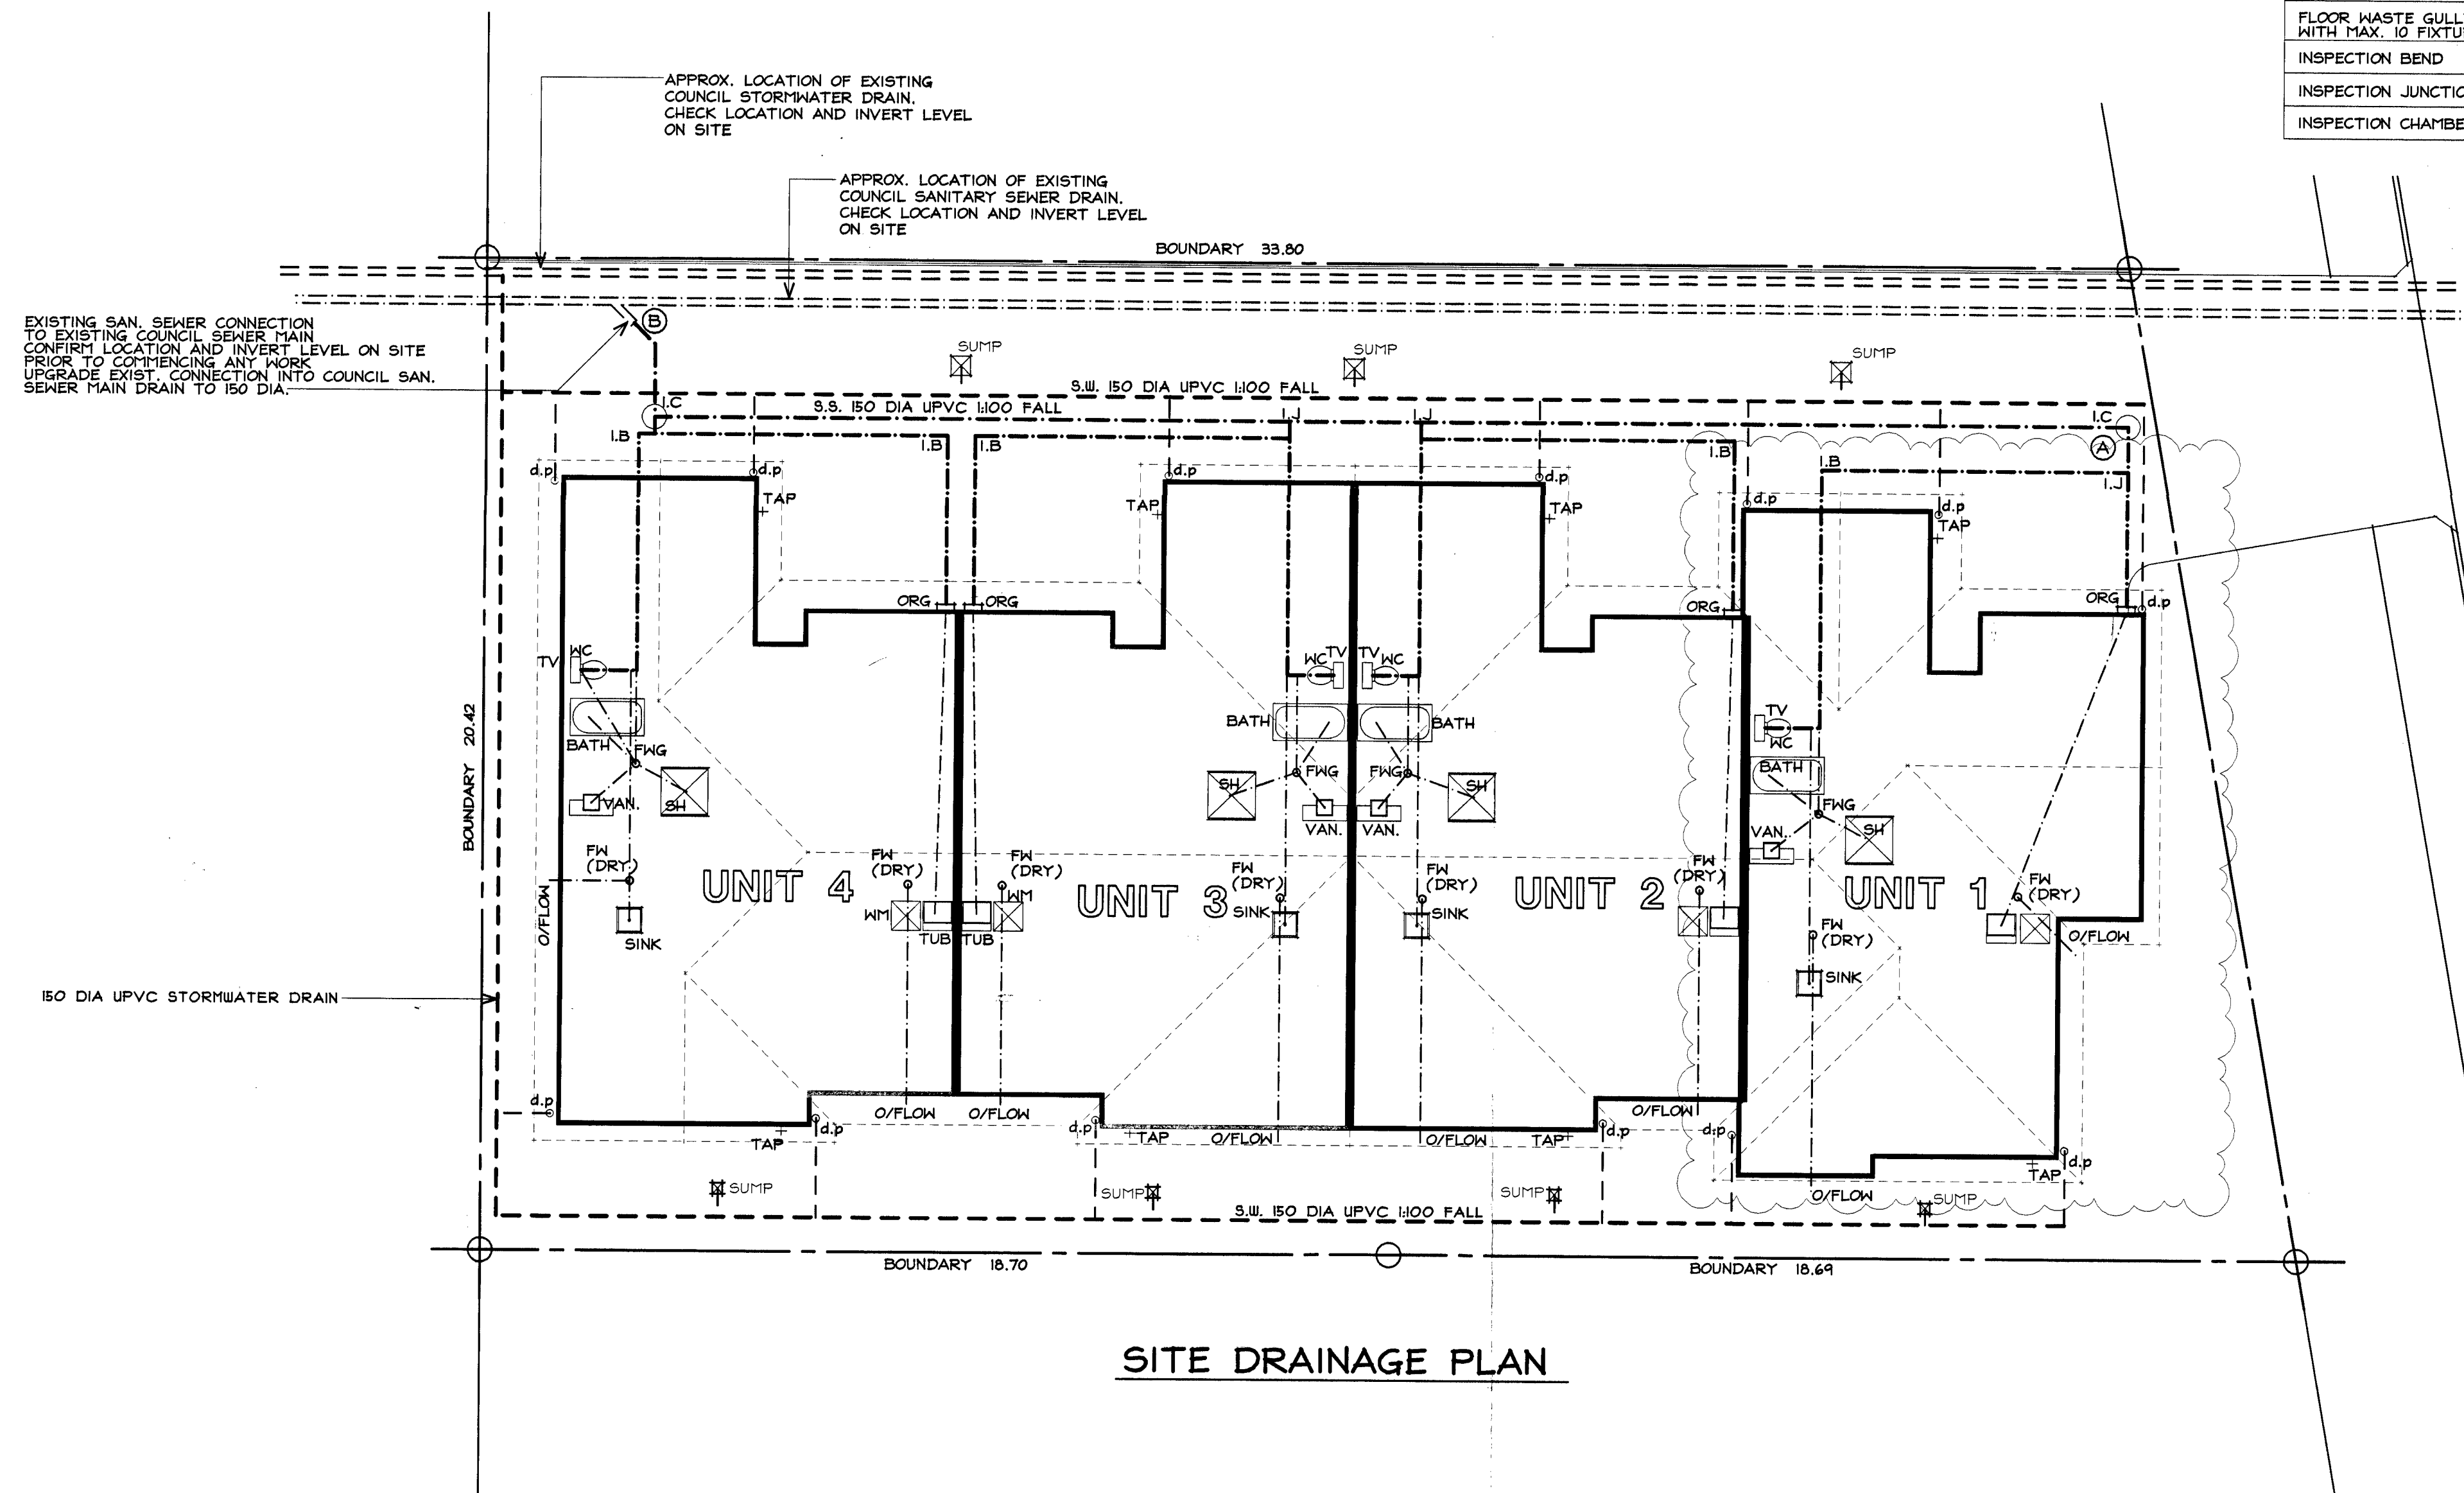 FLOOR WASTE GULL
WITH MAX. 10 FIXTU
INSPECTION BEND
INSPECTION JUNCTIO
INSPECTION CHAMBE
APPROX. LOCATION OF EXISTING
COUNCIL STORMWATER DRAIN.
CHECK LOCATION AND INVERT LEVEL
ON SITE
APPROX. LOCATION OF EXISTING
COUNCIL SANITARY SEWER DRAIN.
CHECK LOCATION AND INVERT LEVEL
ON SITE
BOUNDARY 33.80
EXISTING SAN. SEWER CONNECTION
TO EXISTING COUNCIL SEWER MAIN
CONFIRM LOCATION AND INVERT LEVEL ON SITE
PRIOR TO COMMENCING ANY WORK
UPGRADE EXIST. CONNECTION INTO COUNCIL SAN.
SEWER MAIN DRAIN TO 150 DIA.
B
SUMP
SUMP
SUMP
S.W. 150 DIA UPVC 1:100 FALL
I.C
S.S. 150 DIA UPVC 1:100 FALL
I.J
I.J
I.C
I.B
I.B
I.B
I.B
A
I.B
I.J
d.p
d.p
d.p
d.p
d.p
d.p
TAP
TAP
TAP
TAP
ORG
ORG
ORG
ORG
d.p
TV
WC
WC
TV
TV
WC
TV
WC
BATH
BATH
BATH
BATH
FWG
FWG
FWG
FWG
SH
SH
SH
SH
VAN.
VAN.
VAN.
VAN.
BOUNDARY 20.42
FW
(DRY)
FW
(DRY)
FW
(DRY)
FW
(DRY)
FW
(DRY)
FW
(DRY)
FW
(DRY)
FW
(DRY)
UNIT 4
UNIT 3
UNIT 2
UNIT 1
O/FLOW
SINK
WM
TUB
TUB
WM
SINK
SINK
SINK
O/FLOW
150 DIA UPVC STORMWATER DRAIN
d.p
d.p
TAP
O/FLOW
O/FLOW
d.p
TAP
O/FLOW
O/FLOW
TAP
d.p
O/FLOW
d.p
d.p
TAP
O/FLOW
SUMP
SUMP
SUMP
SUMP
S.W. 150 DIA UPVC 1:100 FALL
BOUNDARY 18.70
BOUNDARY 18.69
SITE DRAINAGE PLAN